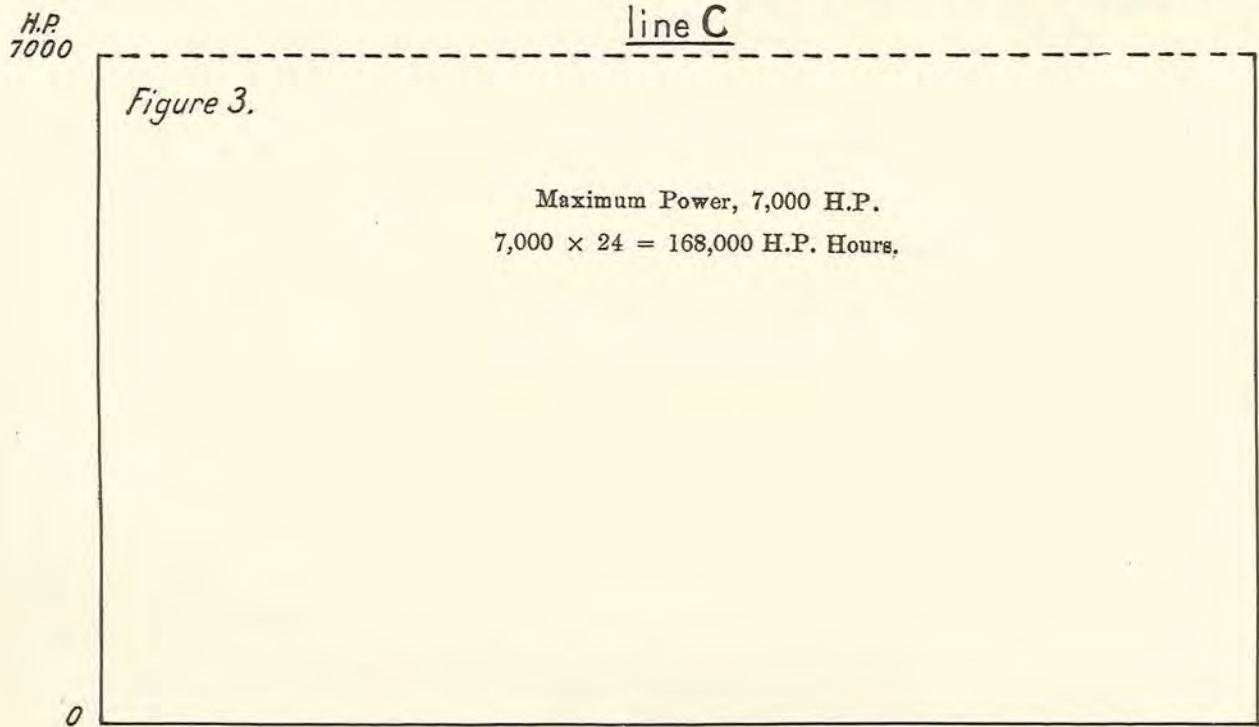 line C
H.P.
7000
Figure 3.
Maximum Power, 7,000 H.P.
7,000 × 24 = 168,000 H.P. Hours.
0